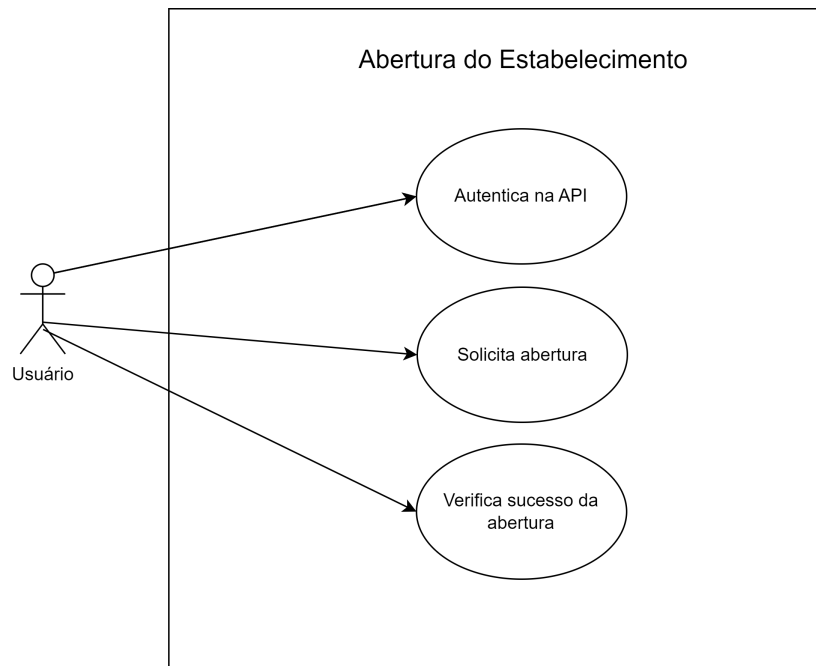 Abertura do Estabelecimento
Autentica na API
Solicita abertura
Usuário
Verifica sucesso da
abertura